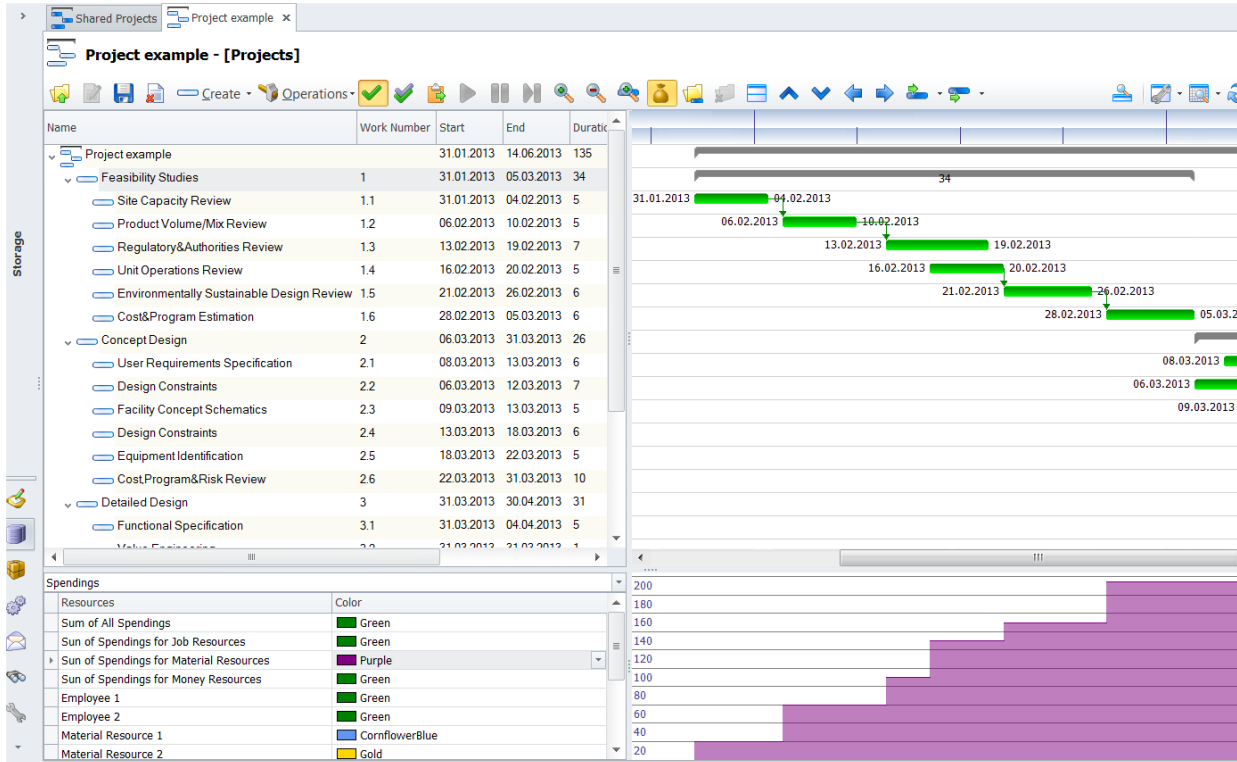 Shared Projects Project example ×
Project example - [Projects]
Create Operations
Name Work Number Start End Duratic
Project example 31.01.2013 14.06.2013 135
Feasibility Studies 1 31.01.2013 05.03.2013 34 34
Site Capacity Review 1.1 31.01.2013 04.02.2013 5 31.01.2013 04.02.2013
Product Volume/Mix Review 1.2 06.02.2013 10.02.2013 5 06.02.2013 10.02.2013
Regulatory&Authorities Review 1.3 13.02.2013 19.02.2013 7 13.02.2013 19.02.2013
Unit Operations Review 1.4 16.02.2013 20.02.2013 5 16.02.2013 20.02.2013
Environmentally Sustainable Design Review 1.5 21.02.2013 26.02.2013 6 21.02.2013 26.02.2013
Cost&Program Estimation 1.6 28.02.2013 05.03.2013 6 28.02.2013 05.03.2
Concept Design 2 06.03.2013 31.03.2013 26
User Requirements Specification 2.1 08.03.2013 13.03.2013 6 08.03.2013
Design Constraints 2.2 06.03.2013 12.03.2013 7 06.03.2013
Facility Concept Schematics 2.3 09.03.2013 13.03.2013 5 09.03.2013
Design Constraints 2.4 13.03.2013 18.03.2013 6
Equipment Identification 2.5 18.03.2013 22.03.2013 5
Cost,Program&Risk Review 2.6 22.03.2013 31.03.2013 10
Detailed Design 3 31.03.2013 30.04.2013 31
Functional Specification 3.1 31.03.2013 04.04.2013 5
Storage
Spendings
Resources Color
Sum of All Spendings Green
Sun of Spendings for Job Resources Green
Sun of Spendings for Material Resources Purple
Sun of Spendings for Money Resources Green
Employee 1 Green
Employee 2 Green
Material Resource 1 CornflowerBlue
Material Resource 2 Gold
200
180
160
140
120
100
80
60
40
20